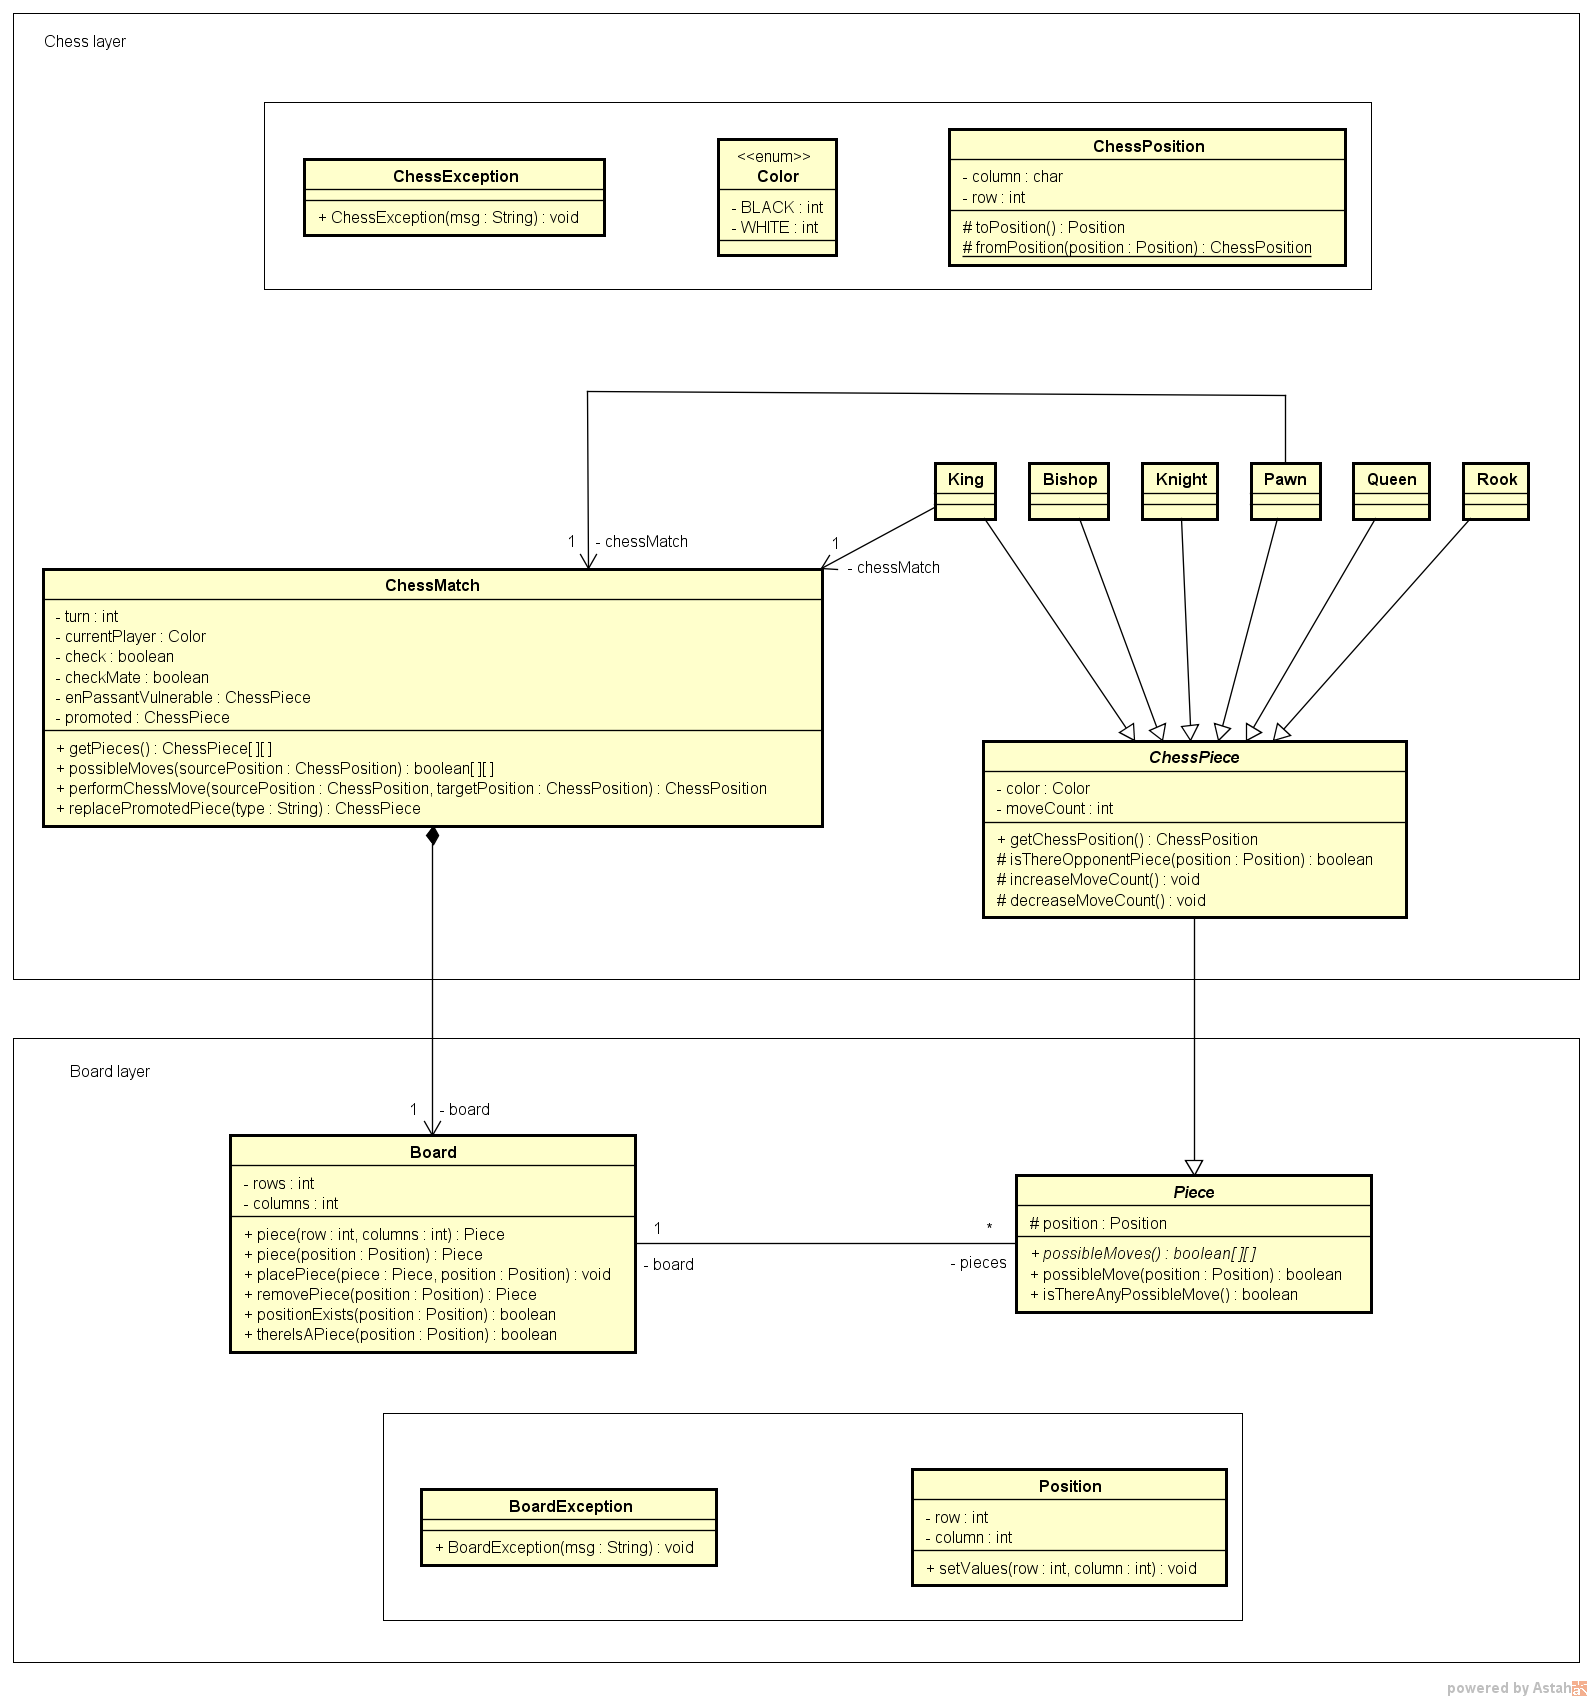 Chess layer
ChessException
+ ChessException(msg : String) : void
<<enum>>
Color
- BLACK : int
- WHITE : int
ChessPosition
- column : char
- row : int
# toPosition() : Position
# fromPosition(position : Position) : ChessPosition
King
Bishop
Knight
Pawn
Queen
Rook
1
- chessMatch
1
- chessMatch
ChessMatch
- turn : int
- currentPlayer : Color
- check : boolean
- checkMate : boolean
- enPassantVulnerable : ChessPiece
- promoted : ChessPiece
+ getPieces() : ChessPiece[ ][ ]
+ possibleMoves(sourcePosition : ChessPosition) : boolean[ ][ ]
+ performChessMove(sourcePosition : ChessPosition, targetPosition : ChessPosition) : ChessPosition
+ replacePromotedPiece(type : String) : ChessPiece
ChessPiece
- color : Color
- moveCount : int
+ getChessPosition() : ChessPosition
# isThereOpponentPiece(position : Position) : boolean
# increaseMoveCount() : void
# decreaseMoveCount() : void
Board layer
1
- board
Board
- rows : int
- columns : int
+ piece(row : int, columns : int) : Piece
+ piece(position : Position) : Piece
+ placePiece(piece : Piece, position : Position) : void
+ removePiece(position : Position) : Piece
+ positionExists(position : Position) : boolean
+ thereIsAPiece(position : Position) : boolean
1
- board
*
- pieces
Piece
# position : Position
+ possibleMoves() : boolean[ ][ ]
+ possibleMove(position : Position) : boolean
+ isThereAnyPossibleMove() : boolean
BoardException
+ BoardException(msg : String) : void
Position
- row : int
- column : int
+ setValues(row : int, column : int) : void
powered by Astah